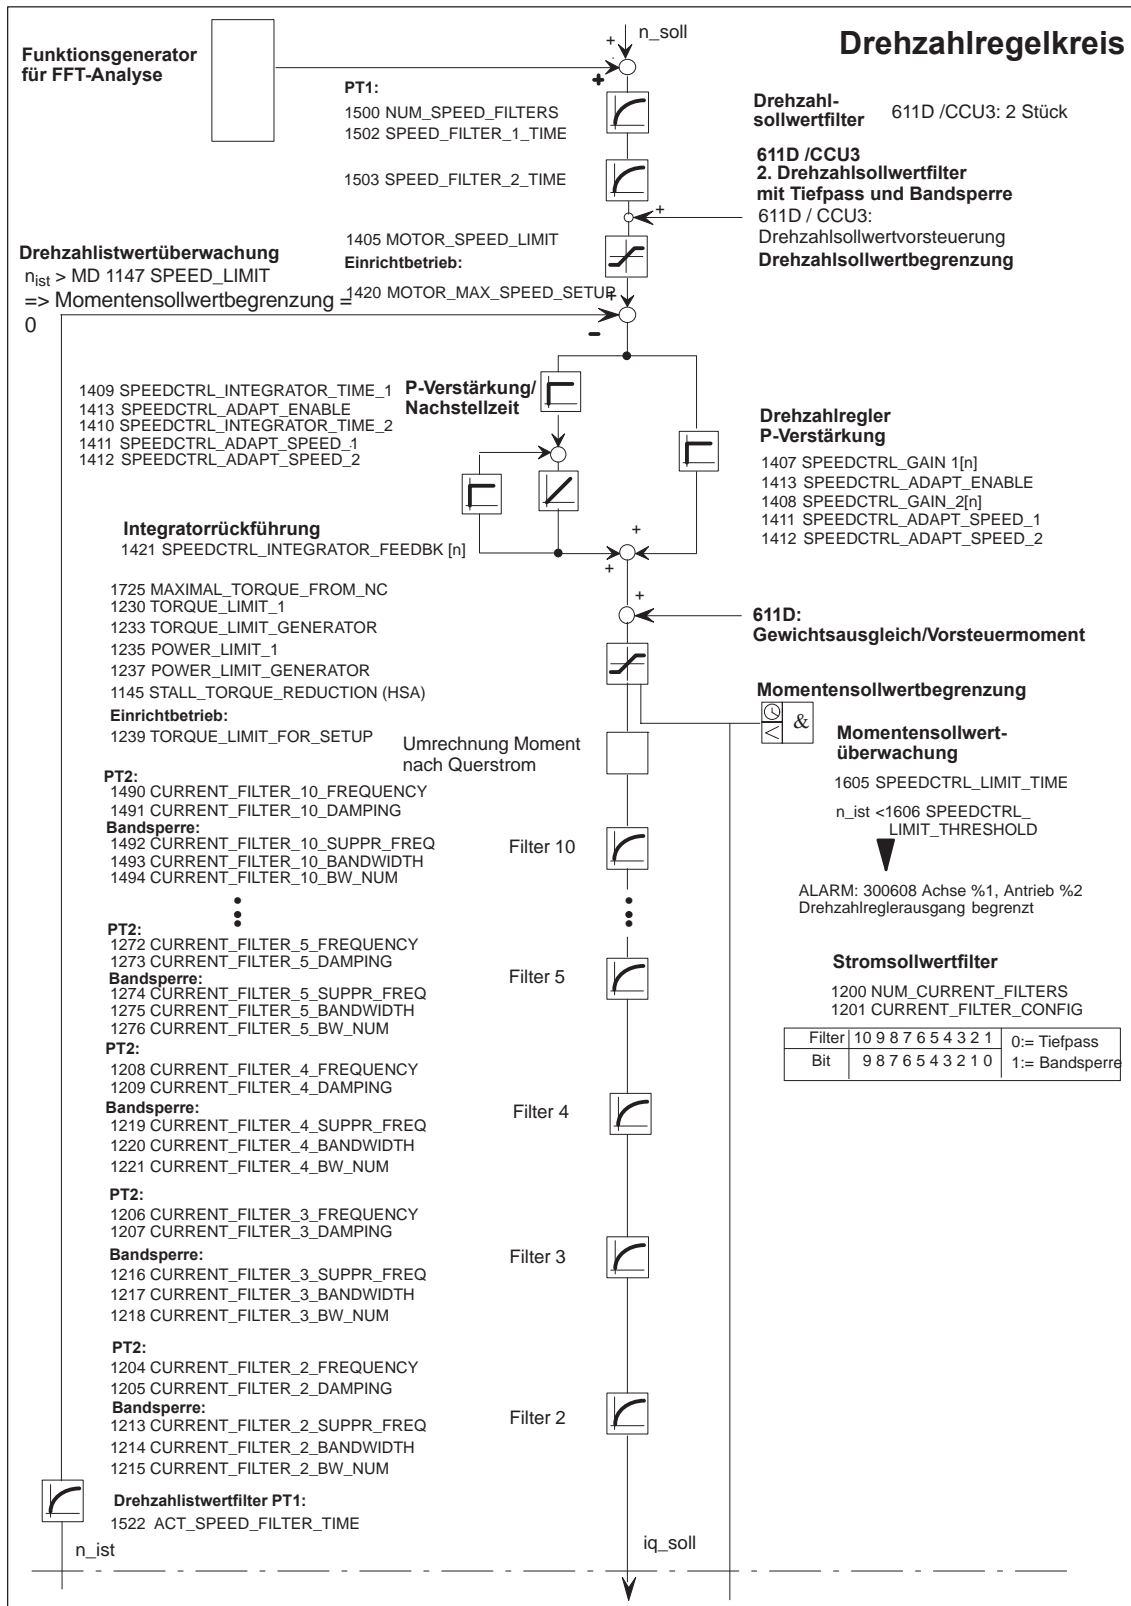 Drehzahlregelkreis
n_soll
+
+
Funktionsgenerator
für FFT-Analyse
PT1:
1500 NUM_SPEED_FILTERS
1502 SPEED_FILTER_1_TIME
1503 SPEED_FILTER_2_TIME
Drehzahl-
sollwertfilter
611D /CCU3: 2 Stück
611D /CCU3
2. Drehzahlsollwertfilter
mit Tiefpass und Bandsperre
+
611D / CCU3:
Drehzahlsollwertvorsteuerung
Drehzahlsollwertbegrenzung
1405 MOTOR_SPEED_LIMIT
Einrichtbetrieb:
1420 MOTOR_MAX_SPEED_SETUP
+
-
Drehzahlistwertüberwachung
nist > MD 1147 SPEED_LIMIT
=> Momentensollwertbegrenzung =
0
1409 SPEEDCTRL_INTEGRATOR_TIME_1
1413 SPEEDCTRL_ADAPT_ENABLE
1410 SPEEDCTRL_INTEGRATOR_TIME_2
1411 SPEEDCTRL_ADAPT_SPEED_1
1412 SPEEDCTRL_ADAPT_SPEED_2
P-Verstärkung/
Nachstellzeit
Drehzahlregler
P-Verstärkung
1407 SPEEDCTRL_GAIN 1[n]
1413 SPEEDCTRL_ADAPT_ENABLE
1408 SPEEDCTRL_GAIN_2[n]
1411 SPEEDCTRL_ADAPT_SPEED_1
1412 SPEEDCTRL_ADAPT_SPEED_2
Integratorrückführung
1421 SPEEDCTRL_INTEGRATOR_FEEDBK [n]
+
+
+
1725 MAXIMAL_TORQUE_FROM_NC
1230 TORQUE_LIMIT_1
1233 TORQUE_LIMIT_GENERATOR
1235 POWER_LIMIT_1
1237 POWER_LIMIT_GENERATOR
1145 STALL_TORQUE_REDUCTION (HSA)
Einrichtbetrieb:
1239 TORQUE_LIMIT_FOR_SETUP
611D:
Gewichtsausgleich/Vorsteuermoment
Momentensollwertbegrenzung
<
&
Momentensollwert-
überwachung
1605 SPEEDCTRL_LIMIT_TIME
n_ist <1606 SPEEDCTRL_
LIMIT_THRESHOLD
ALARM: 300608 Achse %1, Antrieb %2
Drehzahlreglerausgang begrenzt
Umrechnung Moment
nach Querstrom
PT2:
1490 CURRENT_FILTER_10_FREQUENCY
1491 CURRENT_FILTER_10_DAMPING
Bandsperre:
1492 CURRENT_FILTER_10_SUPPR_FREQ
1493 CURRENT_FILTER_10_BANDWIDTH
1494 CURRENT_FILTER_10_BW_NUM
Filter 10
PT2:
1272 CURRENT_FILTER_5_FREQUENCY
1273 CURRENT_FILTER_5_DAMPING
Bandsperre:
1274 CURRENT_FILTER_5_SUPPR_FREQ
1275 CURRENT_FILTER_5_BANDWIDTH
1276 CURRENT_FILTER_5_BW_NUM
Filter 5
Stromsollwertfilter
1200 NUM_CURRENT_FILTERS
1201 CURRENT_FILTER_CONFIG
Filter 10 9 8 7 6 5 4 3 2 1 0:= Tiefpass
Bit 9 8 7 6 5 4 3 2 1 0 1:= Bandsperre
PT2:
1208 CURRENT_FILTER_4_FREQUENCY
1209 CURRENT_FILTER_4_DAMPING
Bandsperre:
1219 CURRENT_FILTER_4_SUPPR_FREQ
1220 CURRENT_FILTER_4_BANDWIDTH
1221 CURRENT_FILTER_4_BW_NUM
Filter 4
PT2:
1206 CURRENT_FILTER_3_FREQUENCY
1207 CURRENT_FILTER_3_DAMPING
Bandsperre:
1216 CURRENT_FILTER_3_SUPPR_FREQ
1217 CURRENT_FILTER_3_BANDWIDTH
1218 CURRENT_FILTER_3_BW_NUM
Filter 3
PT2:
1204 CURRENT_FILTER_2_FREQUENCY
1205 CURRENT_FILTER_2_DAMPING
Bandsperre:
1213 CURRENT_FILTER_2_SUPPR_FREQ
1214 CURRENT_FILTER_2_BANDWIDTH
1215 CURRENT_FILTER_2_BW_NUM
Filter 2
Drehzahlistwertfilter PT1:
1522 ACT_SPEED_FILTER_TIME
n_ist
iq_soll